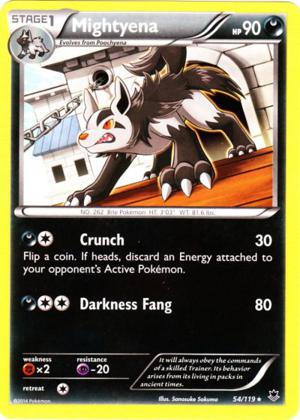 STAGE1
Mightyena
HP 90
Evolves from Poochyena
NO. 262 Bite Pokémon HT. 3'03" WT. 81.6 lbs.
Crunch 30
Flip a coin. If heads, discard an Energy attached to
your opponent's Active Pokémon.
Darkness Fang 80
weakness
×2
resistance
-20
retreat
It will always obey the commands
of a skilled Trainer. Its behavior
arises from its living in packs in
ancient times.
Illus. Sanosuke Sakuma
54/119
©2014 Pokémon